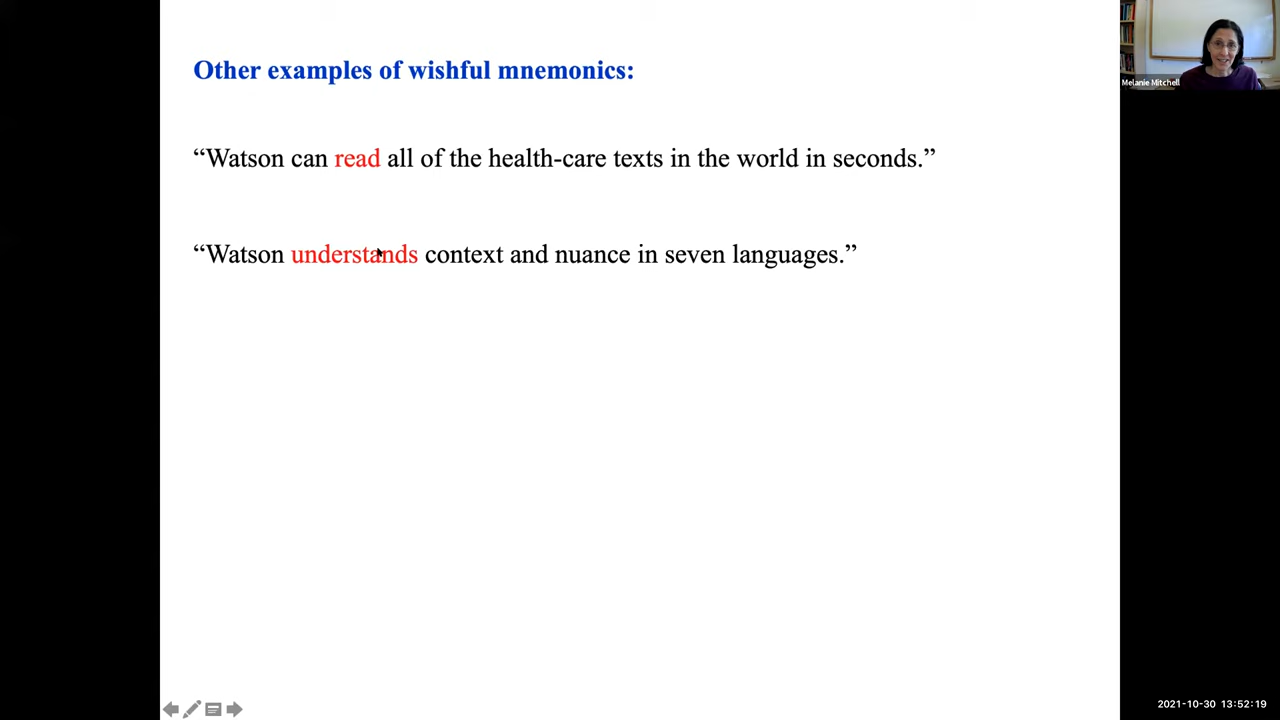 Other examples of wishful mnemonics:
“Watson can read all of the health-care texts in the world in seconds.”
“Watson understands context and nuance in seven languages.”
Melanie Mitchell
2021-10-30 13:52:19